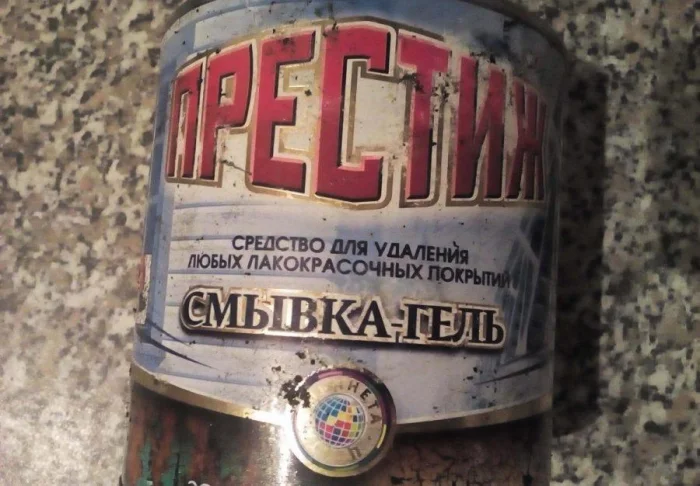 ПРЕСТИЖ
СРЕДСТВО ДЛЯ УДАЛЕНИЯ
ЛЮБЫХ ЛАКОКРАСОЧНЫХ ПОКРЫТИЙ
СМЫВКА-ГЕЛЬ